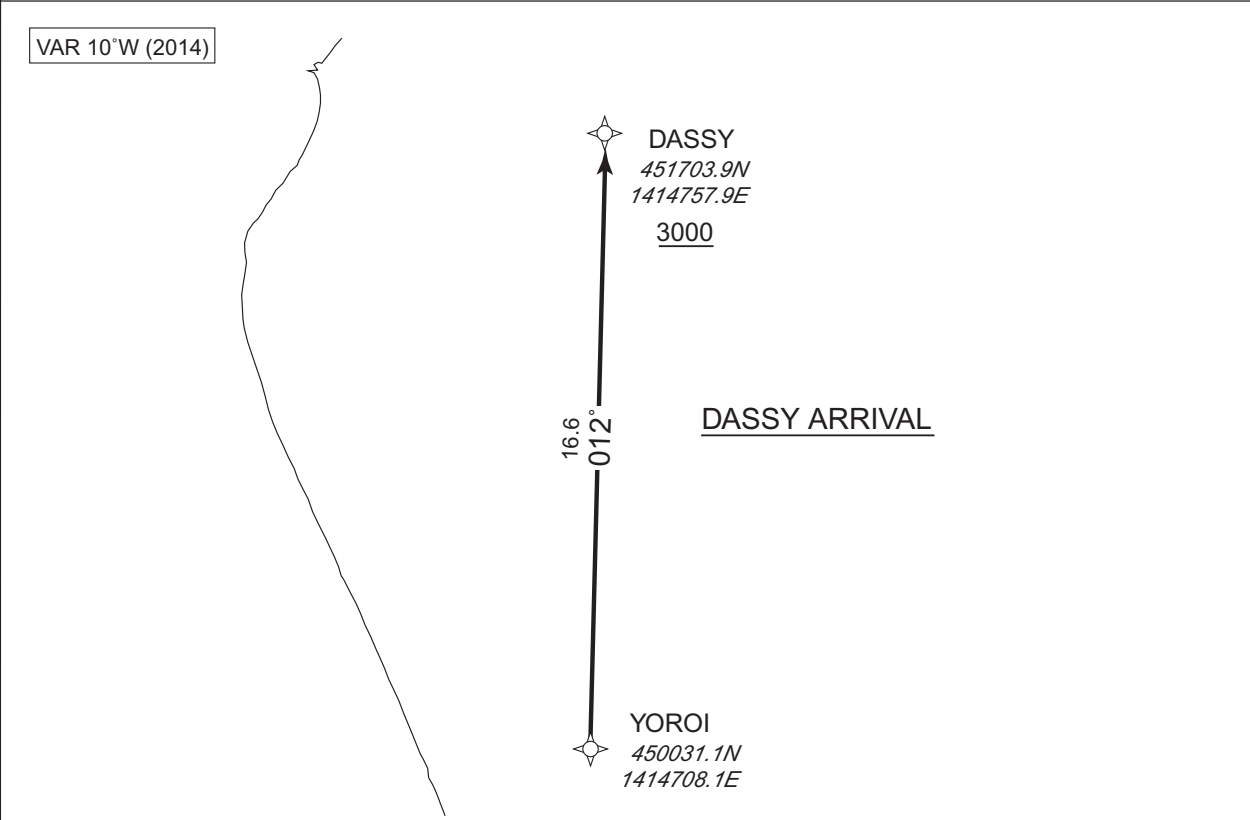 VAR 10°W (2014)
DASSY
451703.9N
1414757.9E
3000
16.6
012°
DASSY ARRIVAL
YOROI
450031.1N
1414708.1E